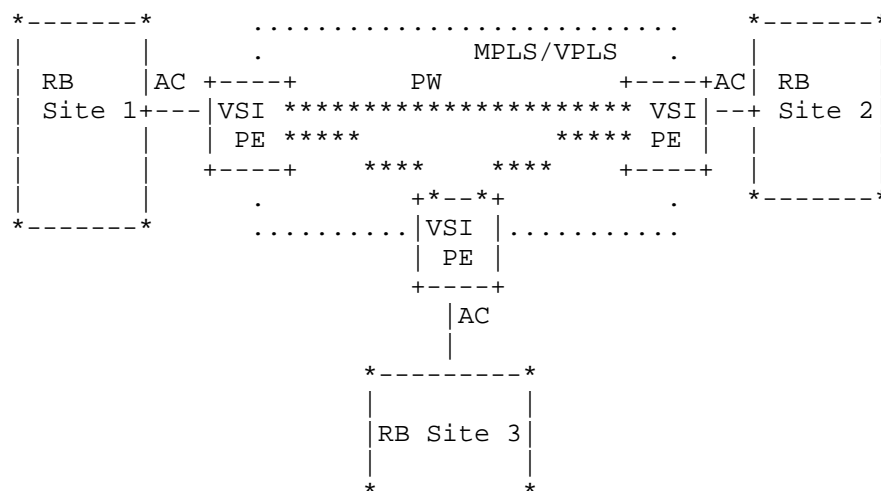 MPLS/VPLS
RB AC PW AC RB
Site 1 VSI VSI Site 2
PE PE
VSI
PE
AC
RB Site 3